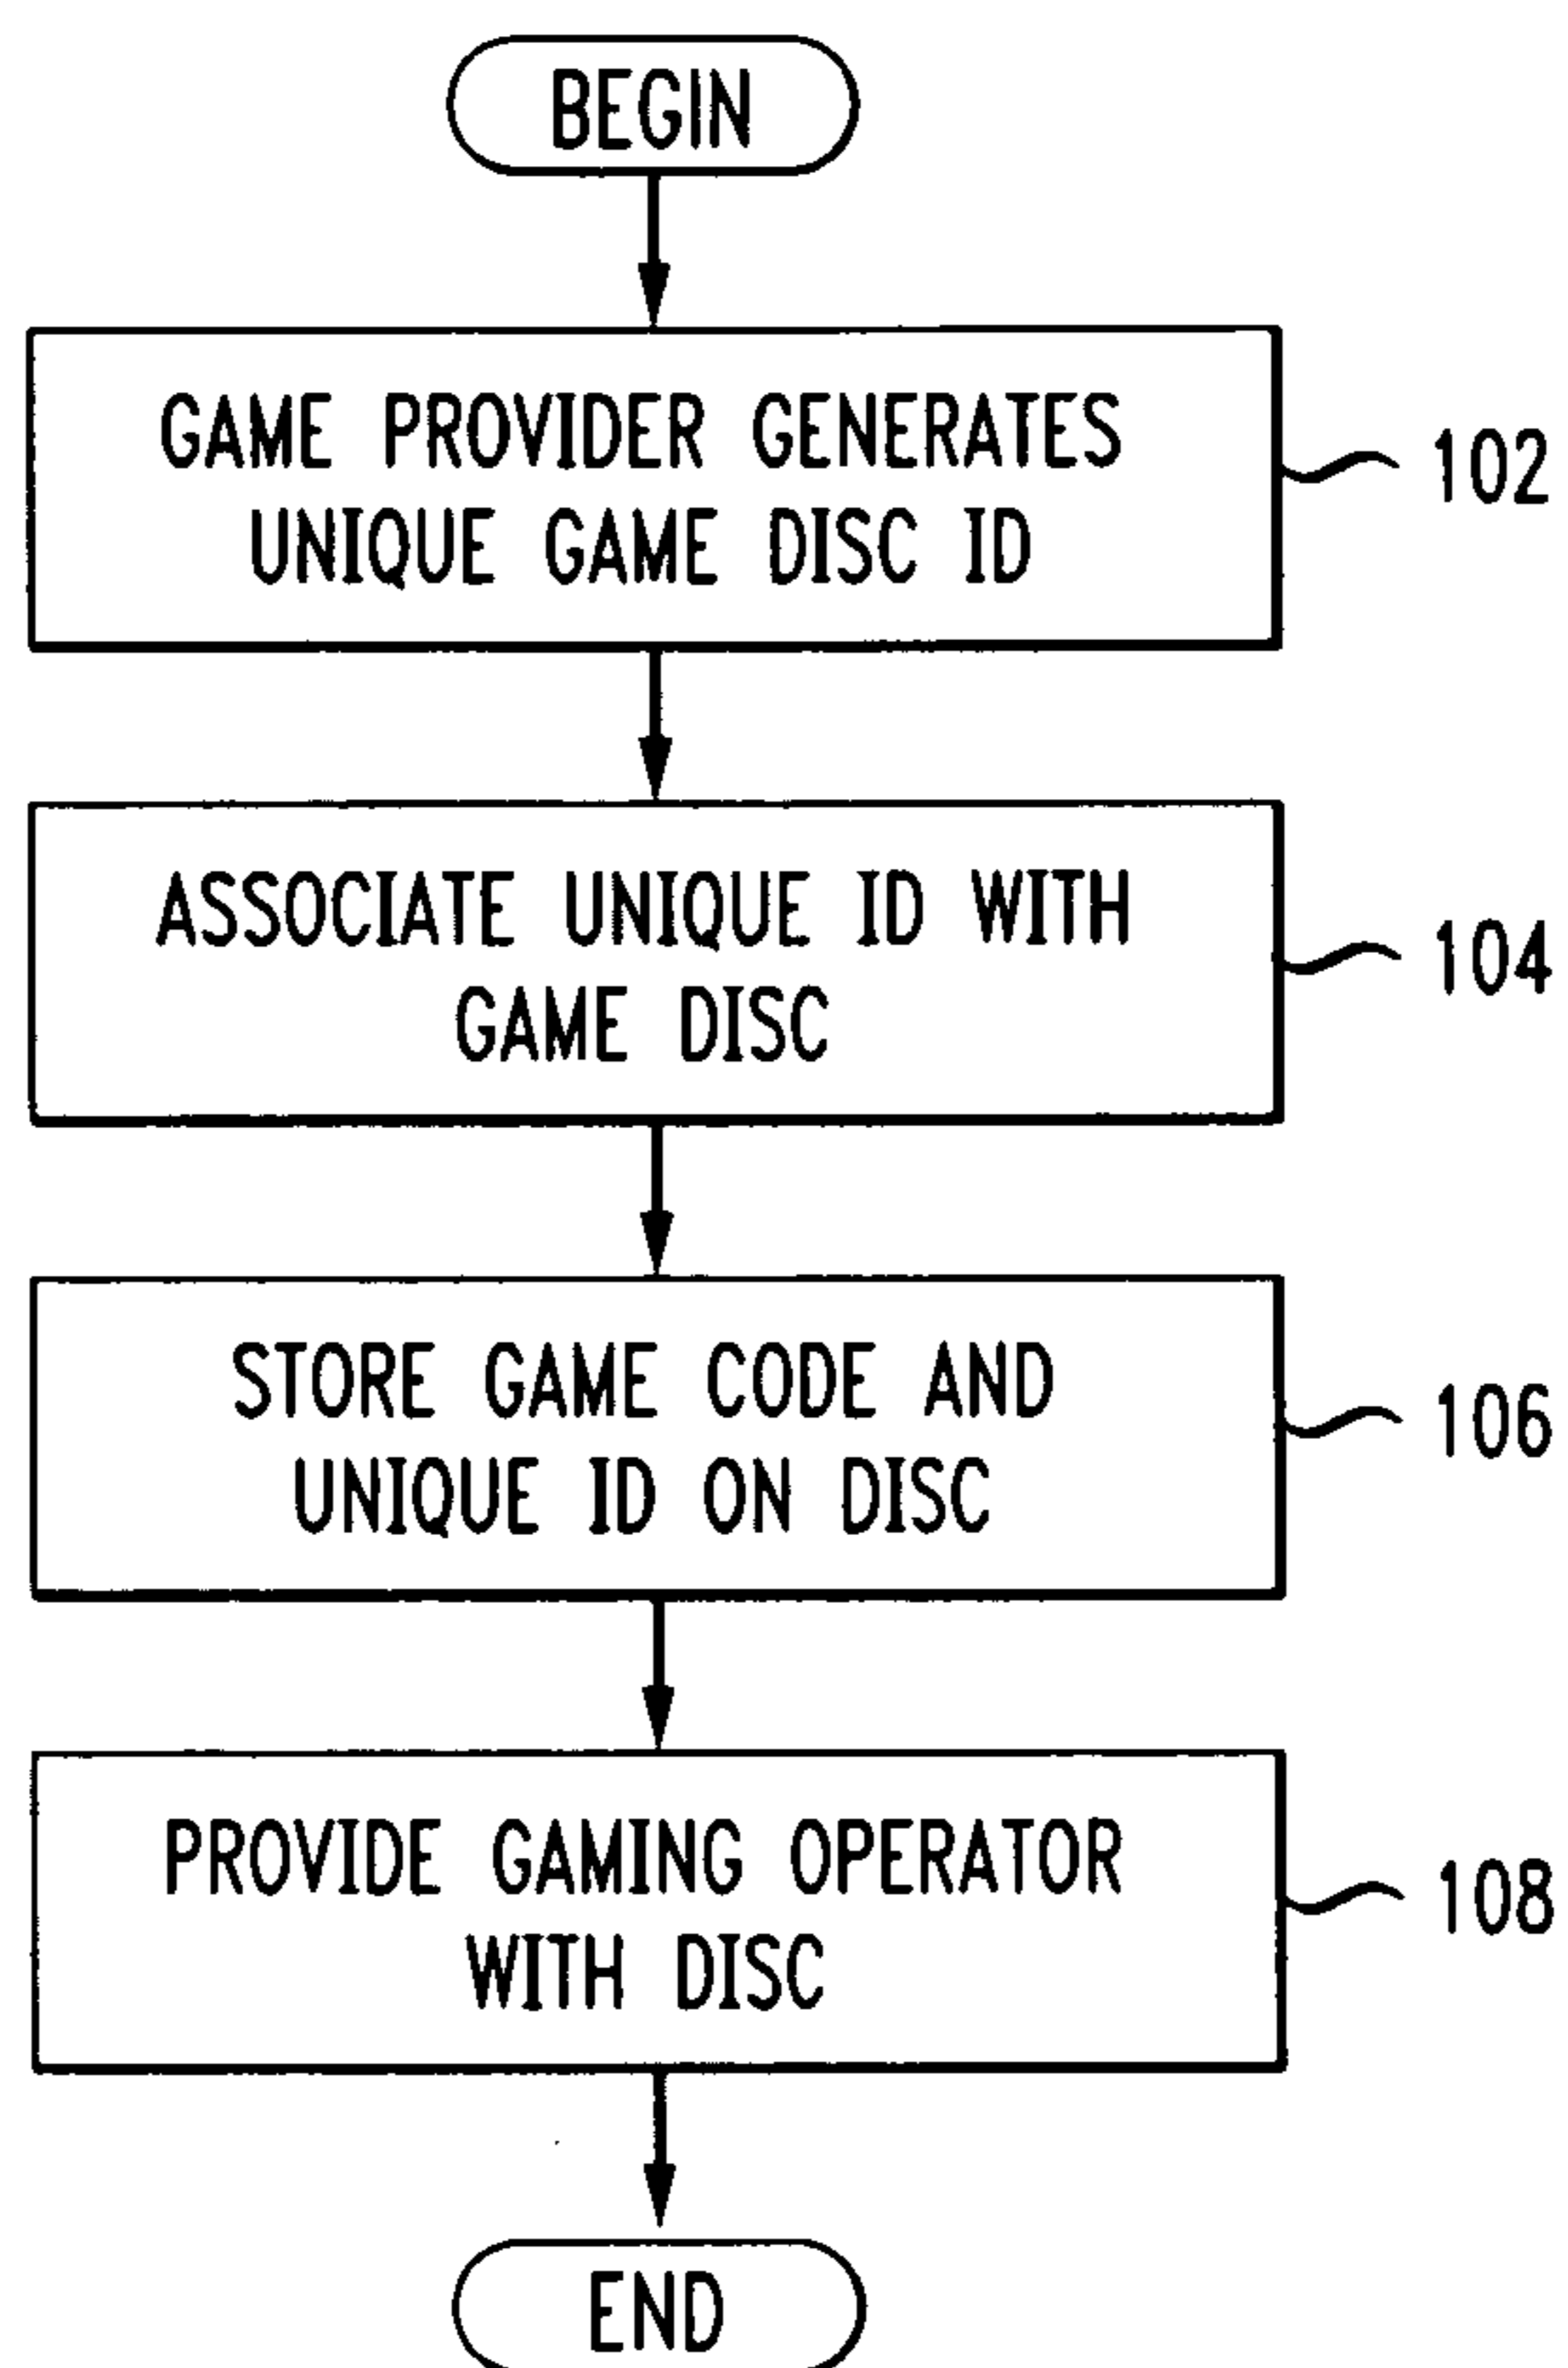 BEGIN
GAME PROVIDER GENERATES
UNIQUE GAME DISC ID
102
ASSOCIATE UNIQUE ID WITH
GAME DISC
104
STORE GAME CODE AND
UNIQUE ID ON DISC
106
PROVIDE GAMING OPERATOR
WITH DISC
108
END